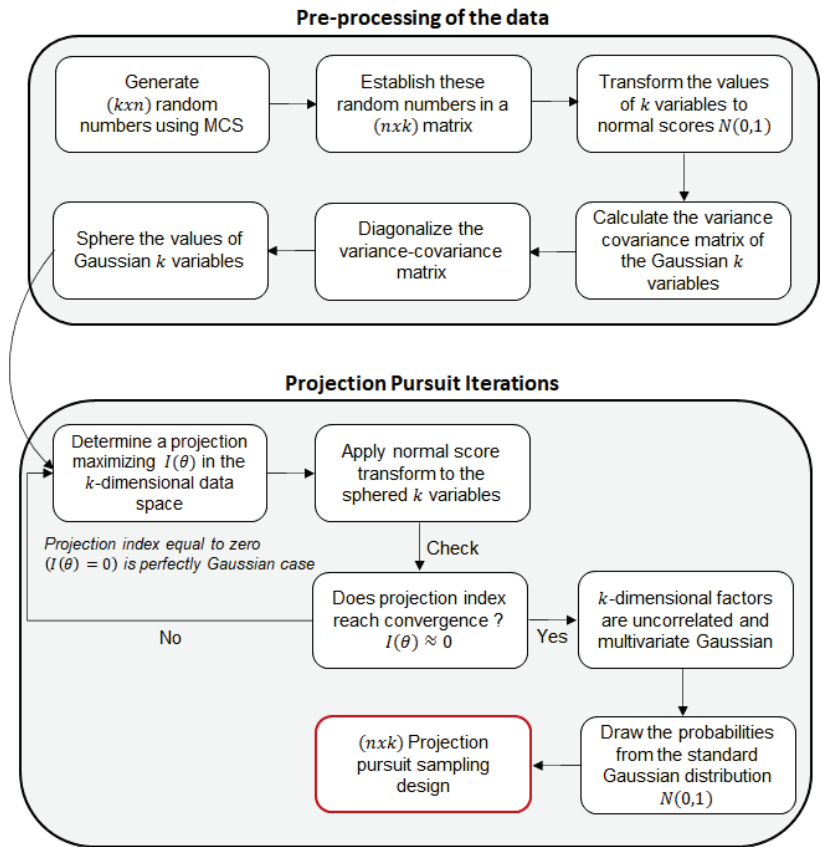 Pre-processing of the data
Generate
(kxn) random
numbers using MCS
Establish these
random numbers in a
(nxk) matrix
Transform the values
of k variables to
normal scores N(0,1)
Sphere the values of
Gaussian k variables
Diagonalize the
variance-covariance
matrix
Calculate the variance
covariance matrix of
the Gaussian k
variables
Projection Pursuit Iterations
Determine a projection
maximizing I(θ) in the
k-dimensional data
space
Apply normal score
transform to the
sphered k variables
Projection index equal to zero
(I(θ) = 0) is perfectly Gaussian case
Check
Does projection index
reach convergence ?
I(θ) ≈ 0
No
Yes
k-dimensional factors
are uncorrelated and
multivariate Gaussian
(nxk) Projection
pursuit sampling
design
Draw the probabilities
from the standard
Gaussian distribution
N(0,1)